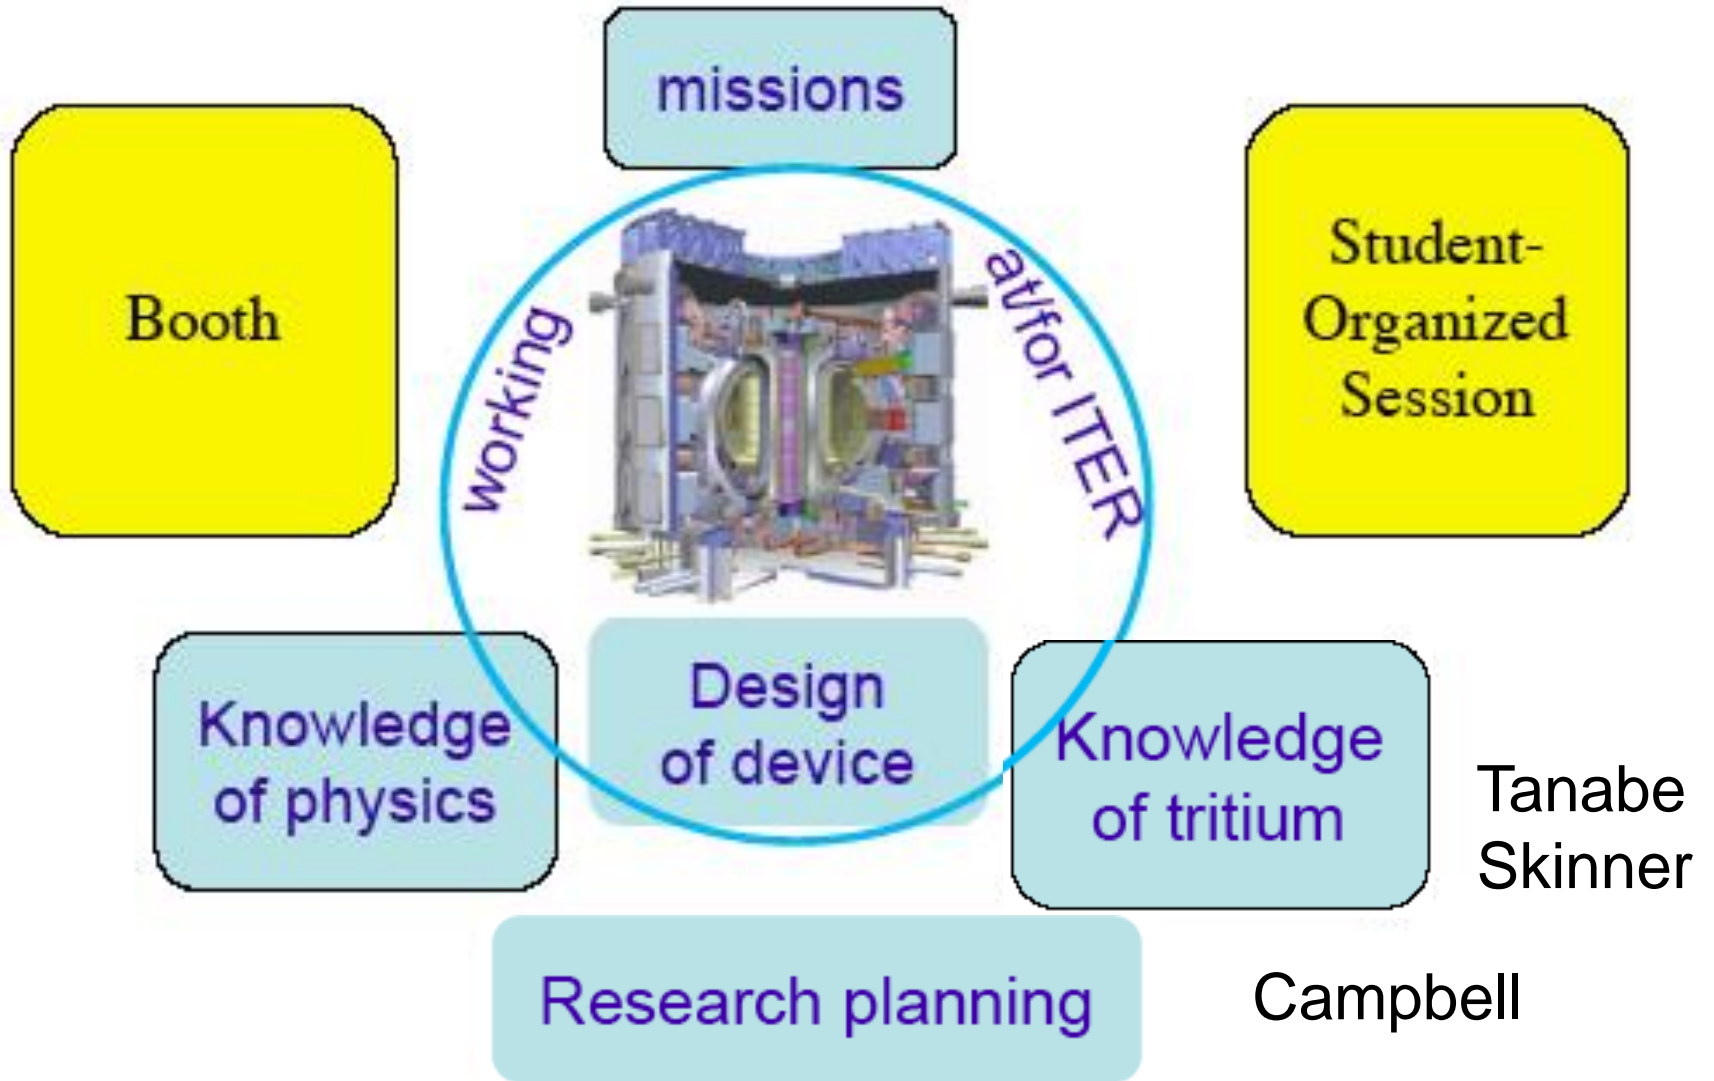 missions
Booth
working
at/for ITER
Student-
Organized
Session
Knowledge
of physics
Design
of device
Knowledge
of tritium
Tanabe
Skinner
Research planning
Campbell